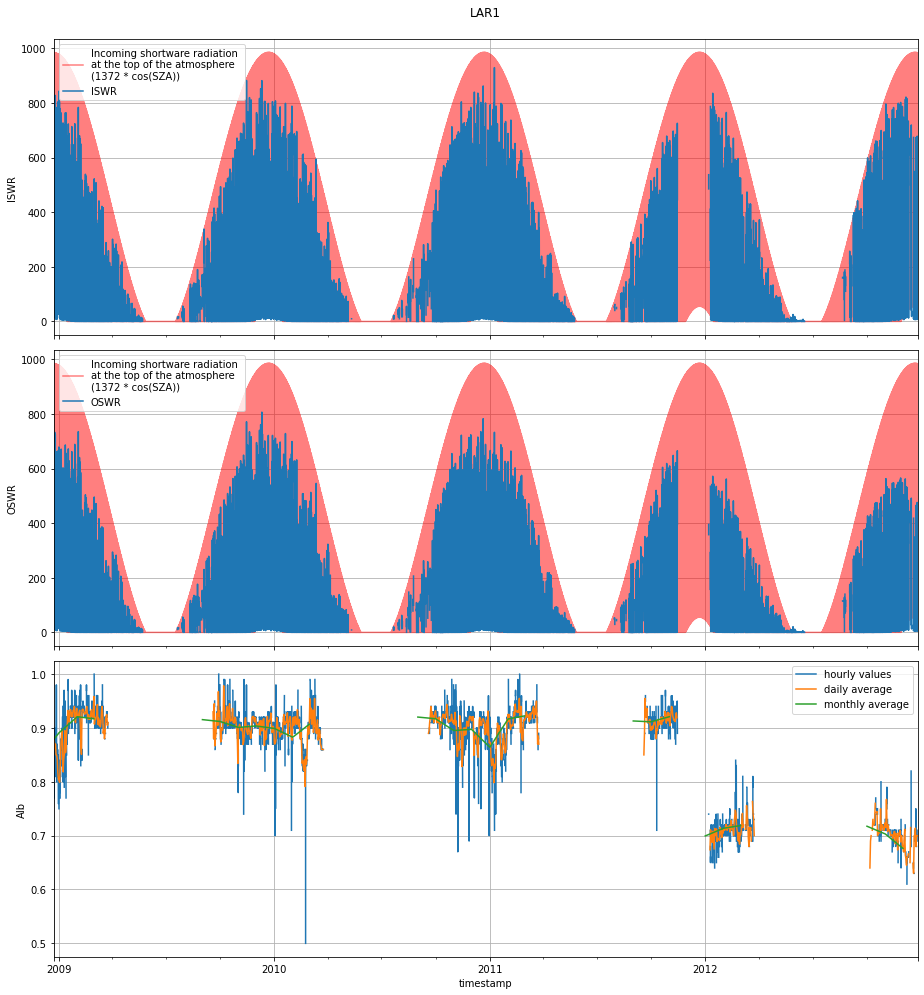 LAR1
1000
800
600
400
200
0
ISWR
Incoming shortware radiation
at the top of the atmosphere
(1372 * cos(SZA))
ISWR
1000
800
600
400
200
0
OSWR
Incoming shortware radiation
at the top of the atmosphere
(1372 * cos(SZA))
OSWR
1.0
0.9
0.8
0.7
0.6
0.5
Alb
hourly values
daily average
monthly average
2009 2010 2011 2012
timestamp